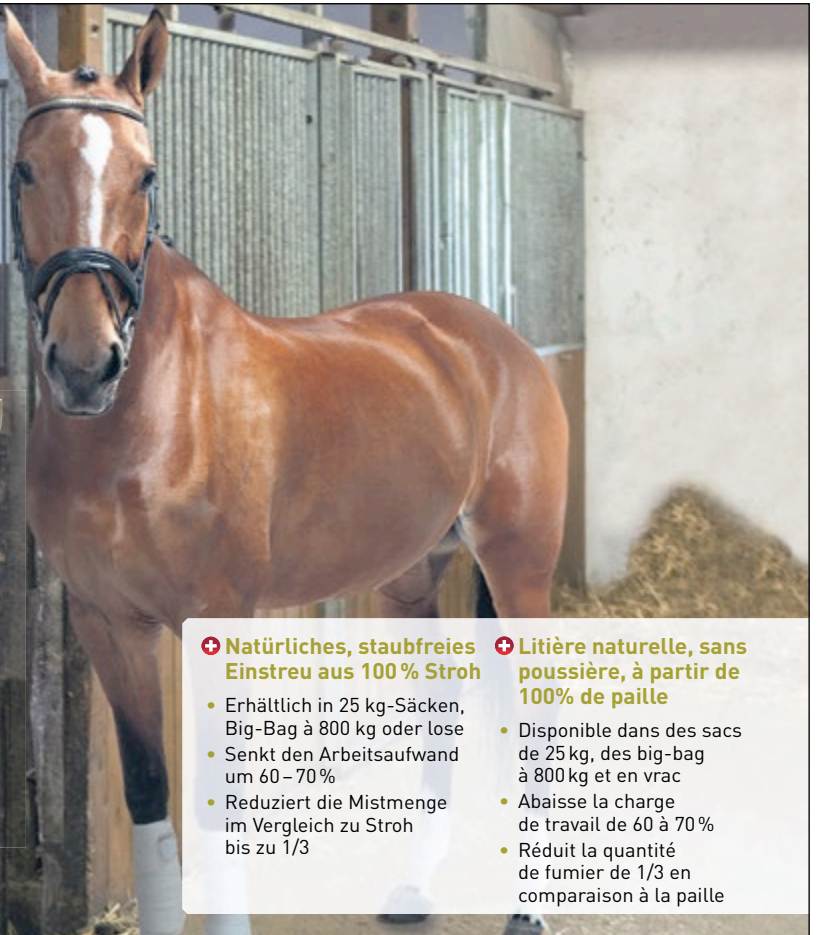 Natürliches, staubfreies
Einstreu aus 100 % Stroh
• Erhältlich in 25 kg-Säcken,
Big-Bag à 800 kg oder lose
• Senkt den Arbeitsaufwand
um 60–70 %
• Reduziert die Mistmenge
im Vergleich zu Stroh
bis zu 1/3
Litière naturelle, sans
poussière, à partir de
100% de paille
• Disponible dans des sacs
de 25 kg, des big-bag
à 800 kg et en vrac
• Abaisse la charge
de travail de 60 à 70 %
• Réduit la quantité
de fumier de 1/3 en
comparaison à la paille